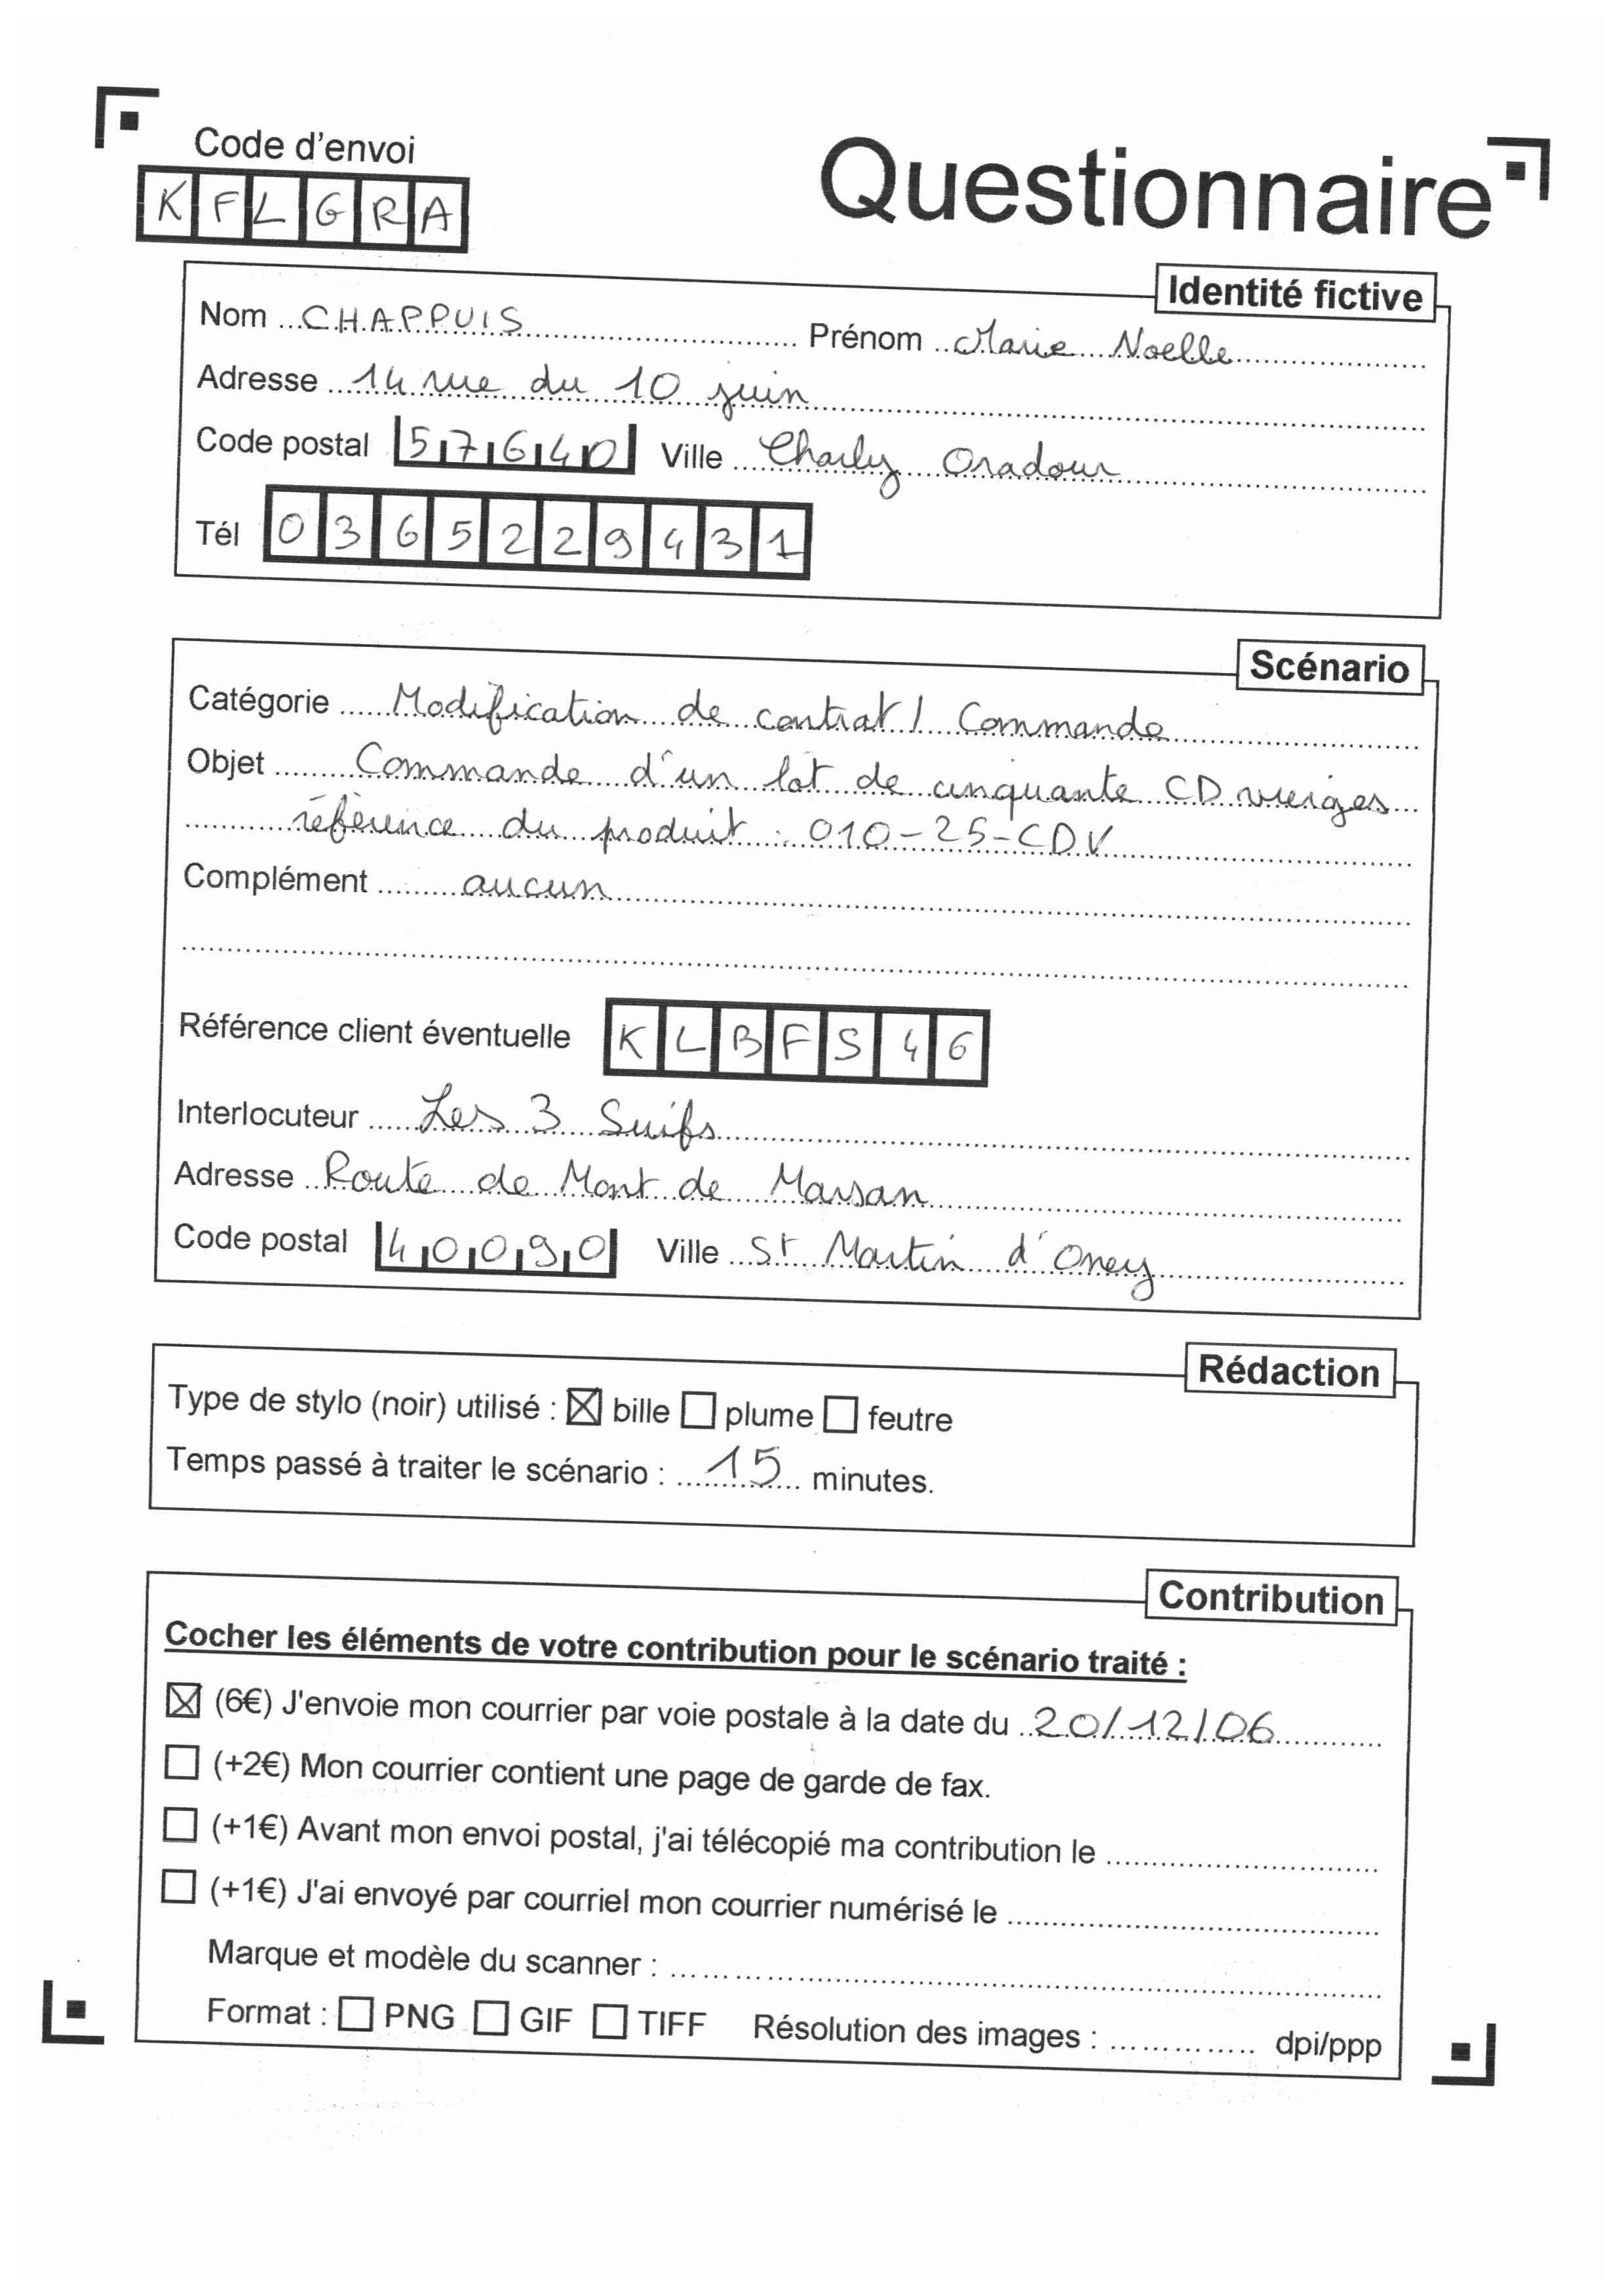 Code d'envoi
KFLGRA
Questionnaire
Identité fictive
Nom CHAPPUIS Prénom Marie Noelle
Adresse 14 rue du 10 juin
Code postal 57640 Ville Charly Oradour
Tél 0365229431
Scénario
Catégorie Modification de contrat / Commande
Objet Commande d'un lot de cinquante CD vierges
référence du produit : 010-25-CDV
Complément aucun
Référence client éventuelle KLBFS46
Interlocuteur Les 3 Suifs
Adresse Route de Mont de Marsan
Code postal 40090 Ville St Martin d'Oney
Rédaction
Type de stylo (noir) utilisé : ☒ bille ☐ plume ☐ feutre
Temps passé à traiter le scénario : 15 minutes.
Contribution
Cocher les éléments de votre contribution pour le scénario traité :
☒ (6€) J'envoie mon courrier par voie postale à la date du 20/12/06
☐ (+2€) Mon courrier contient une page de garde de fax.
☐ (+1€) Avant mon envoi postal, j'ai télécopié ma contribution le
☐ (+1€) J'ai envoyé par courriel mon courrier numérisé le
Marque et modèle du scanner :
Format : ☐ PNG ☐ GIF ☐ TIFF Résolution des images : dpi/ppp